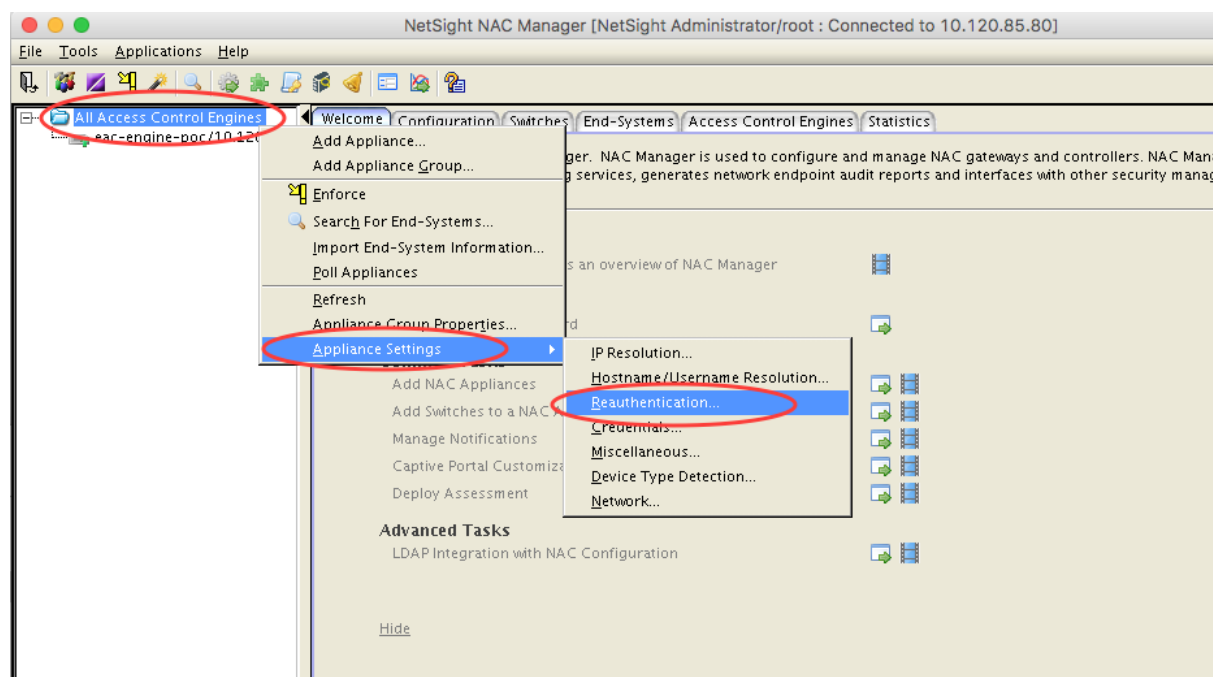 NetSight NAC Manager [NetSight Administrator/root : Connected to 10.120.85.80]
File Tools Applications Help
All Access Control Engines
eac-engine-poc/10.120
Welcome Configuration Switches End-Systems Access Control Engines Statistics
ger. NAC Manager is used to configure and manage NAC gateways and controllers. NAC Mana
g services, generates network endpoint audit reports and interfaces with other security manag
Add Appliance...
Add Appliance Group...
Enforce
Search For End-Systems...
Import End-System Information...
Poll Appliances
Refresh
Appliance Group Properties...
Appliance Settings
s an overview of NAC Manager
rd
IP Resolution...
Hostname/Username Resolution...
Reauthentication...
Credentials...
Miscellaneous...
Device Type Detection...
Network...
Add NAC Appliances
Add Switches to a NAC A
Manage Notifications
Captive Portal Customiza
Deploy Assessment
Advanced Tasks
LDAP Integration with NAC Configuration
Hide